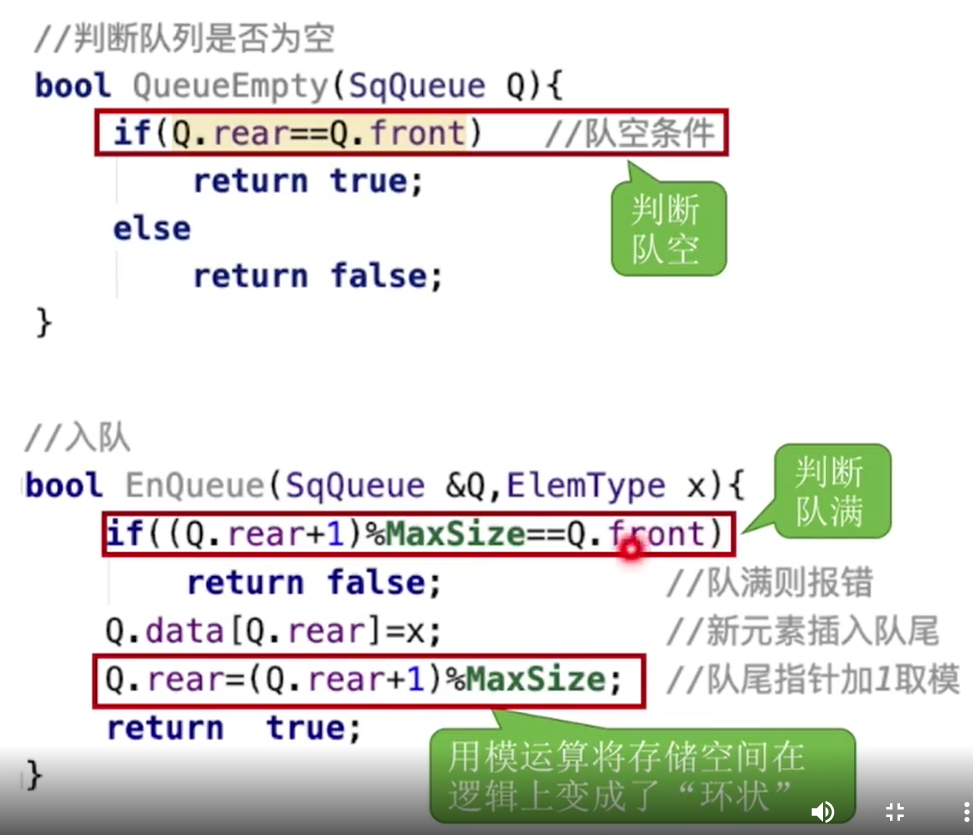 //判断队列是否为空
bool QueueEmpty(SqQueue Q){
if(Q.rear==Q.front) //队空条件
return true;
判断
队空
else
return false;
}
//入队
bool EnQueue(SqQueue &Q,ElemType x){
判断
队满
if((Q.rear+1)%MaxSize==Q.front)
return false; //队满则报错
Q.data[Q.rear]=x; //新元素插入队尾
Q.rear=(Q.rear+1)%MaxSize; //队尾指针加1取模
return true;
用模运算将存储空间在
逻辑上变成了“环状”
}